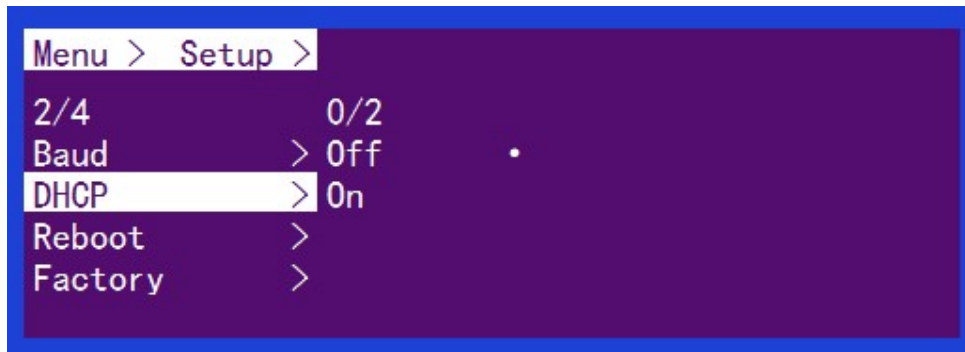 Menu > Setup >
2/4 0/2
Baud > Off •
DHCP > On
Reboot >
Factory >